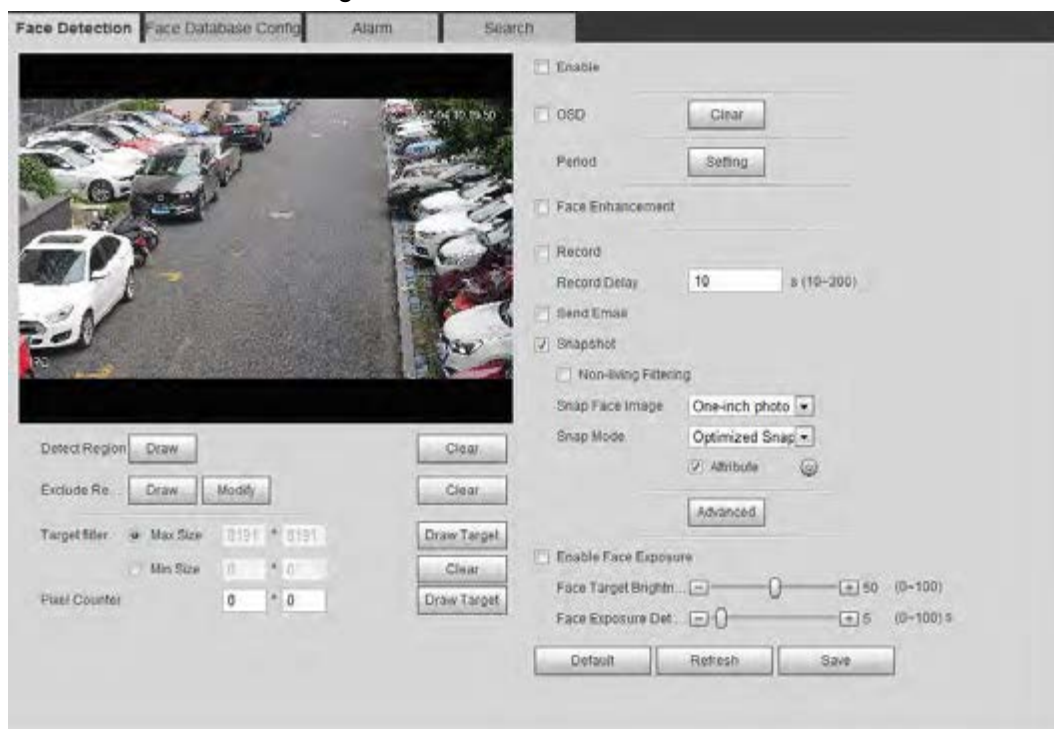 Face Detection Face Database Config Alarm Search
Enable
OSD Clear
Period Setting
Face Enhancement
Record
Record Delay 10 s (10~300)
Send Email
Snapshot
Non-living Filtering
Snap Face Image One-inch photo
Snap Mode Optimized Snap
Attribute
Advanced
Enable Face Exposure
Face Target Brightn... 50 (0~100)
Face Exposure Det... 5 (0~100) s
Default Refresh Save
Detect Region Draw Clear
Exclude Re... Draw Modify Clear
Target filter Max Size 8191 * 8191 Draw Target
Min Size 0 * 0 Clear
Pixel Counter 0 * 0 Draw Target